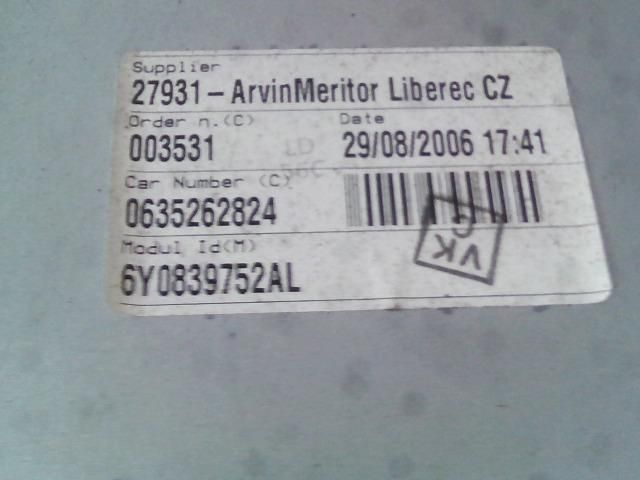 Supplier
27931 - ArvinMeritor Liberec CZ
Order n.(C) Date
003531 29/08/2006 17:41
Car Number (C)
0635262824
Modul Id(M)
6Y0839752AL
VK